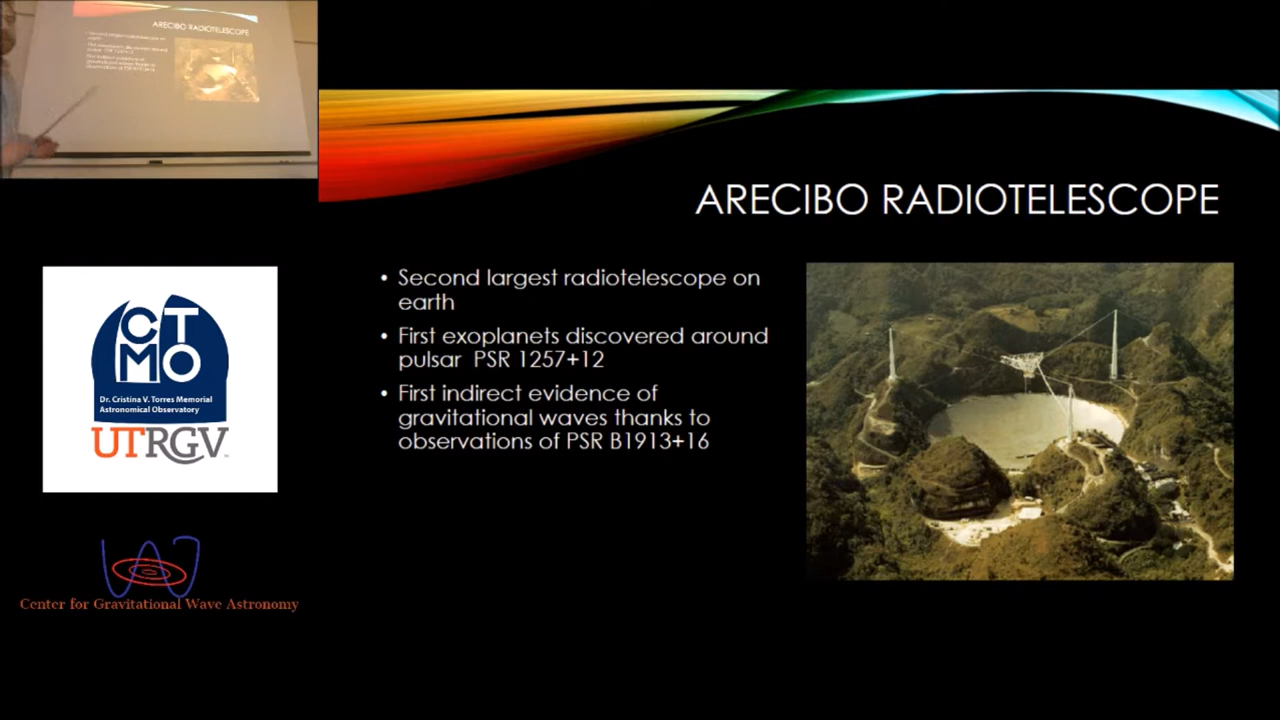 ARECIBO RADIOTELESCOPE
ARECIBO RADIOTELESCOPE
• Second largest radiotelescope on
earth
• First exoplanets discovered around
pulsar PSR 1257+12
• First indirect evidence of
gravitational waves thanks to
observations of PSR B1913+16
CT
MO
Dr. Cristina V. Torres Memorial
Astronomical Observatory
UTRGV
Center for Gravitational Wave Astronomy